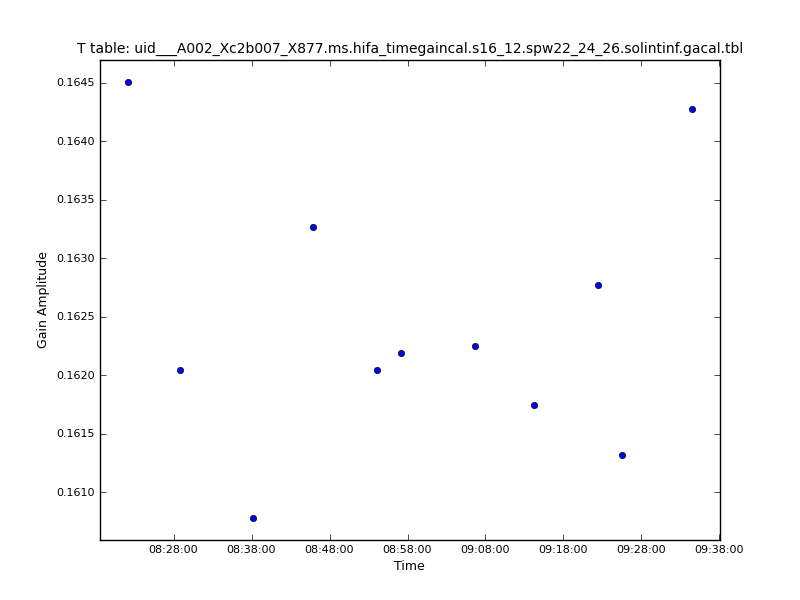 T table: uid___A002_Xc2b007_X877.ms.hifa_timegaincal.s16_12.spw22_24_26.solintinf.gacal.tbl
0.1645
0.1640
0.1635
0.1630
0.1625
0.1620
0.1615
0.1610
Gain Amplitude
08:28:00 08:38:00 08:48:00 08:58:00 09:08:00 09:18:00 09:28:00 09:38:00
Time